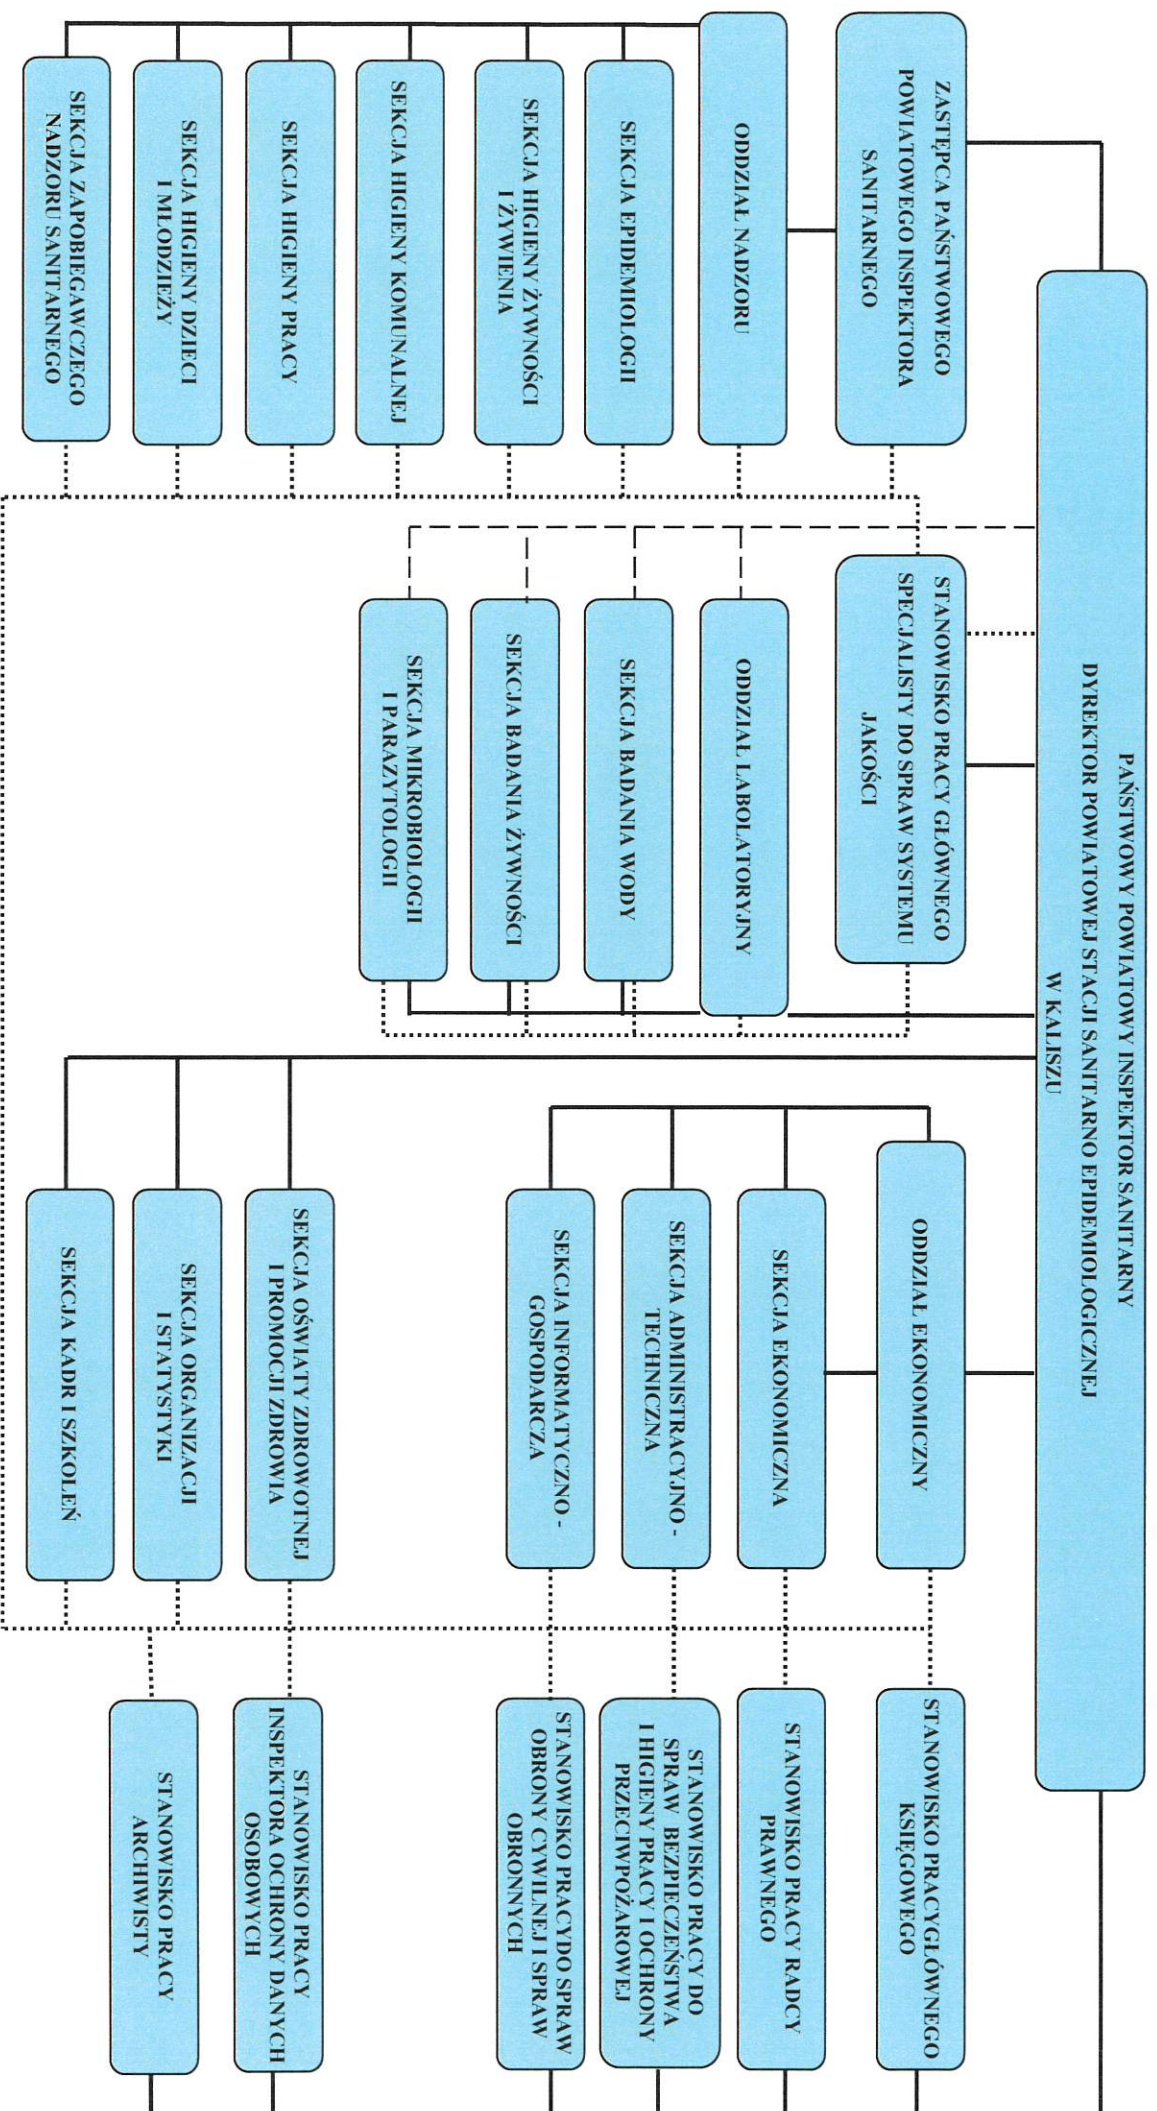 PAŃSTWOWY POWIATOWY INSPEKTOR SANITARNY
DYREKTOR POWIATOWEJ STACJI SANITARNO EPIDEMIOLOGICZNEJ
W KALISZU
ZASTĘPCA PAŃSTWOWEGO
POWIATOWEGO INSPEKTORA
SANITARNEGO
ODDZIAŁ NADZORU
SEKCJA EPIDEMIOLOGII
SEKCJA HIGIENY ŻYWNOŚCI
I ŻYWIENIA
SEKCJA HIGIENY KOMUNALNEJ
SEKCJA HIGIENY PRACY
SEKCJA HIGIENY DZIECI
I MŁODZIEŻY
SEKCJA ZAPOBIEGAWCZEGO
NADZORU SANITARNEGO
STANOWISKO PRACY GŁÓWNEGO
SPECJALISTY DO SPRAW SYSTEMU
JAKOŚCI
ODDZIAŁ LABOLATORYJNY
SEKCJA BADANIA WODY
SEKCJA BADANIA ŻYWNOŚCI
SEKCJA MIKROBIOLOGII
I PARAZYTOLOGII
ODDZIAŁ EKONOMICZNY
SEKCJA EKONOMICZNA
SEKCJA ADMINISTRACYJNO -
TECHNICZNA
SEKCJA INFORMATYCZNO -
GOSPODARCZA
SEKCJA OŚWIATY ZDROWOTNEJ
I PROMOCJI ZDROWIA
SEKCJA ORGANIZACJI
I STATYSTYKI
SEKCJA KADR I SZKOLEŃ
STANOWISKO PRACYGŁÓWNEGO
KSIĘGOWEGO
STANOWISKO PRACY RADCY
PRAWNEGO
STANOWISKO PRACY DO
SPRAW BEZPIECZEŃSTWA
I HIGIENY PRACY I OCHRONY
PRZECIWPOŻAROWEJ
STANOWISKO PRACYDO SPRAW
OBRONY CYWILNEJ I SPRAW
OBRONNYCH
STANOWISKO PRACY
INSPEKTORA OCHRONY DANYCH
OSOBOWYCH
STANOWISKO PRACY
ARCHIWISTY